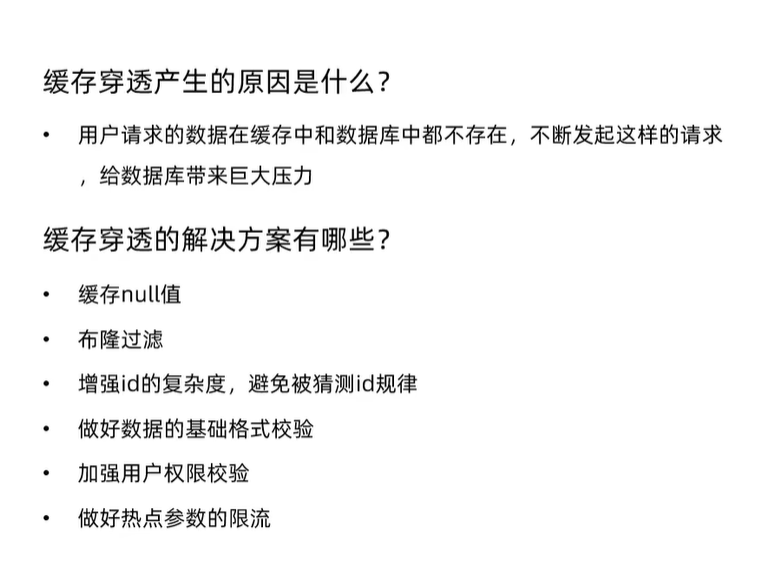 缓存穿透产生的原因是什么？
• 用户请求的数据在缓存中和数据库中都不存在，不断发起这样的请求
，给数据库带来巨大压力
缓存穿透的解决方案有哪些？
• 缓存null值
• 布隆过滤
• 增强id的复杂度，避免被猜测id规律
• 做好数据的基础格式校验
• 加强用户权限校验
• 做好热点参数的限流